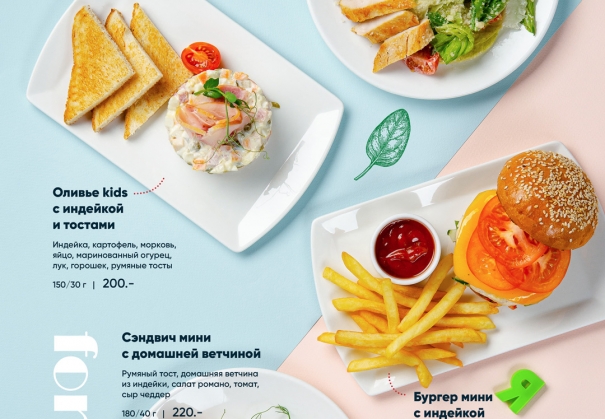 Оливье kids
с индейкой
и тостами
Индейка, картофель, морковь,
яйцо, маринованный огурец,
лук, горошек, румяные тосты
150/30 г | 200.-
Сэндвич мини
с домашней ветчиной
Румяный тост, домашняя ветчина
из индейки, салат романо, томат,
сыр чеддер
180/40 г | 220.-
for
Бургер мини
с индейкой
Я